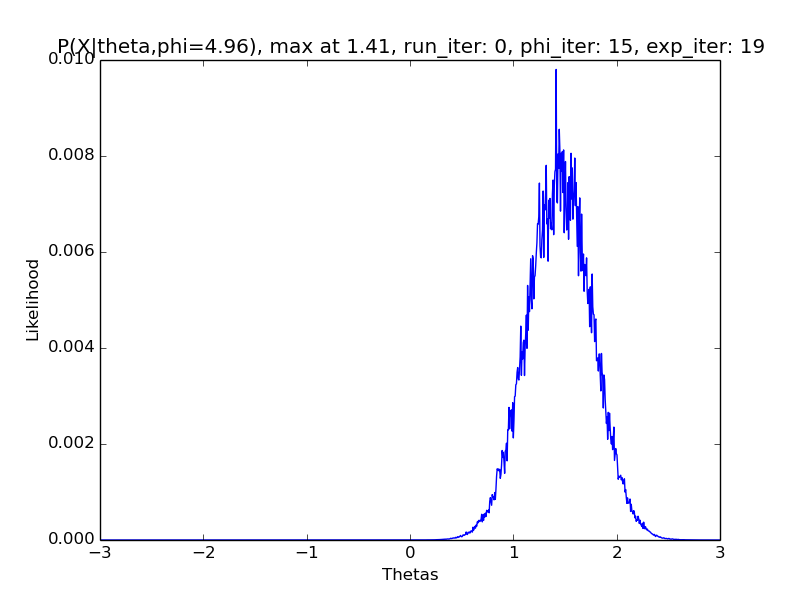 P(X|theta,phi=4.96), max at 1.41, run_iter: 0, phi_iter: 15, exp_iter: 19
0.010
0.008
0.006
0.004
0.002
0.000
Likelihood
−3 −2 −1 0 1 2 3
Thetas